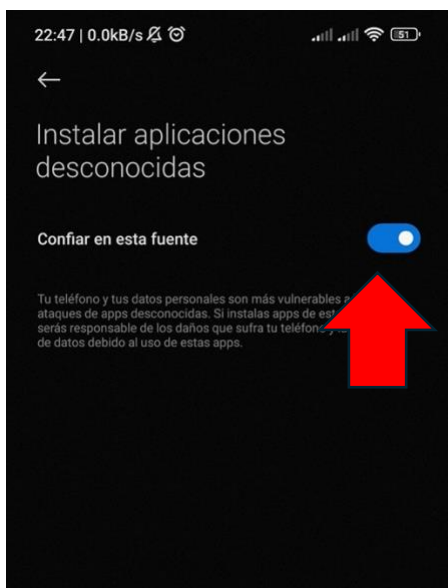 22:47 | 0.0kB/s
51
Instalar aplicaciones
desconocidas
Confiar en esta fuente
Tu teléfono y tus datos personales son más vulnerables a
ataques de apps desconocidas. Si instalas apps de
serás responsable de los daños que sufra tu teléfono
de datos debido al uso de estas apps.